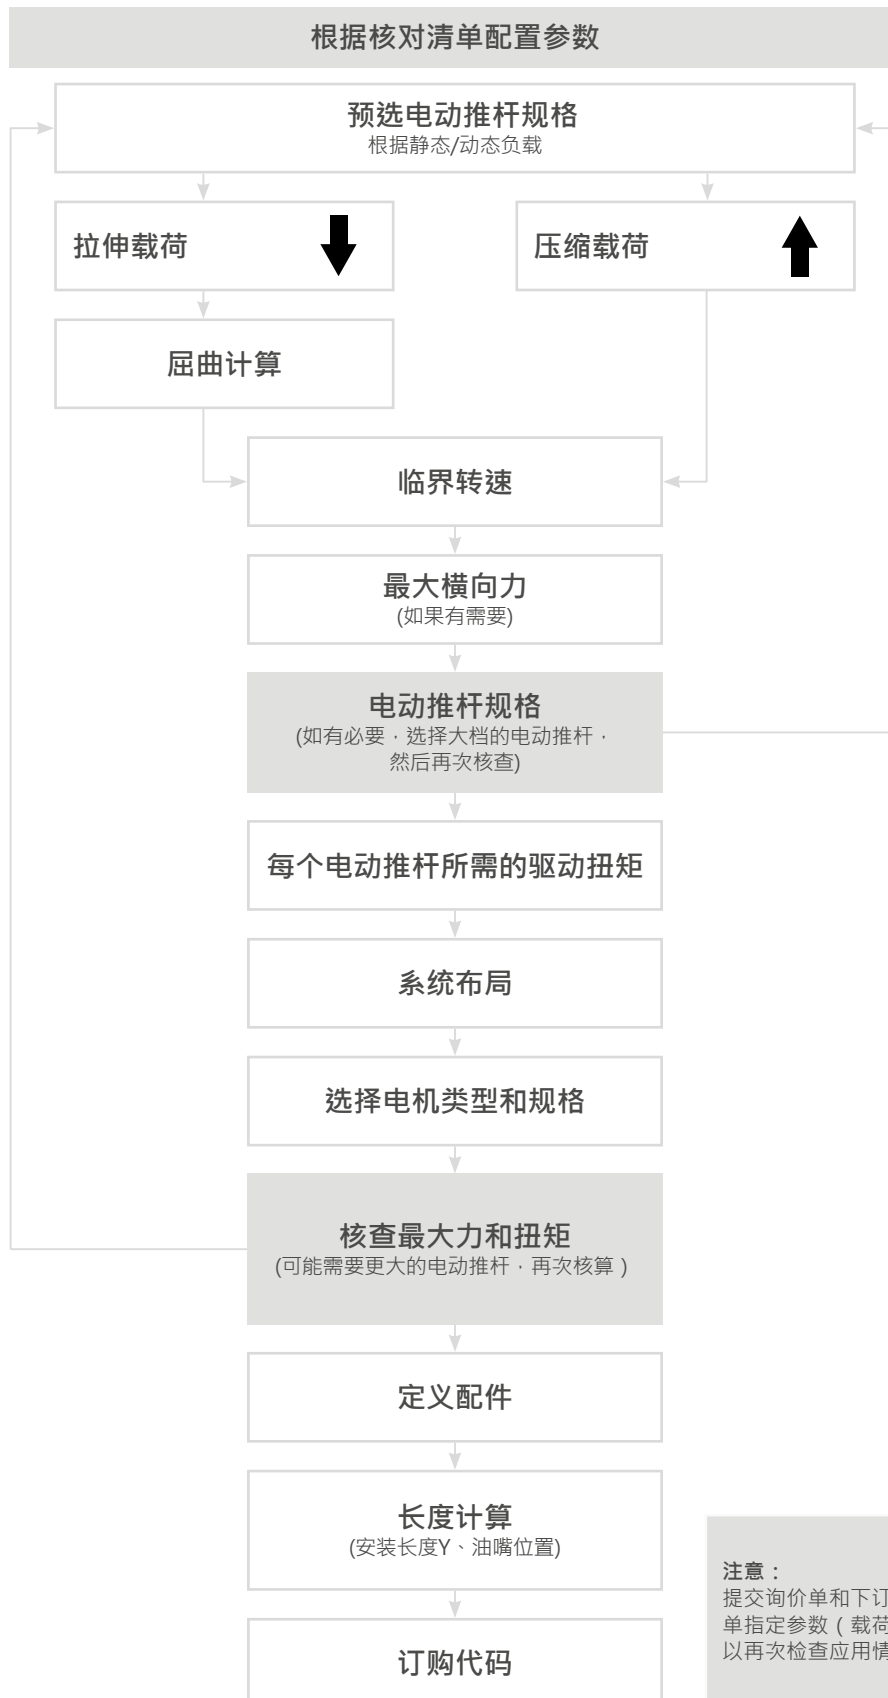 根据核对清单配置参数
预选电动推杆规格
根据静态/动态负载
拉伸载荷
压缩载荷
屈曲计算
临界转速
最大横向力
(如果有需要)
电动推杆规格
(如有必要，选择大档的电动推杆，
然后再次核查)
每个电动推杆所需的驱动扭矩
系统布局
选择电机类型和规格
核查最大力和扭矩
(可能需要更大的电动推杆，再次核算 )
定义配件
长度计算
(安装长度Y、油嘴位置)
订购代码
注意：
提交询价单和下订
单指定参数（载荷
以再次检查应用情